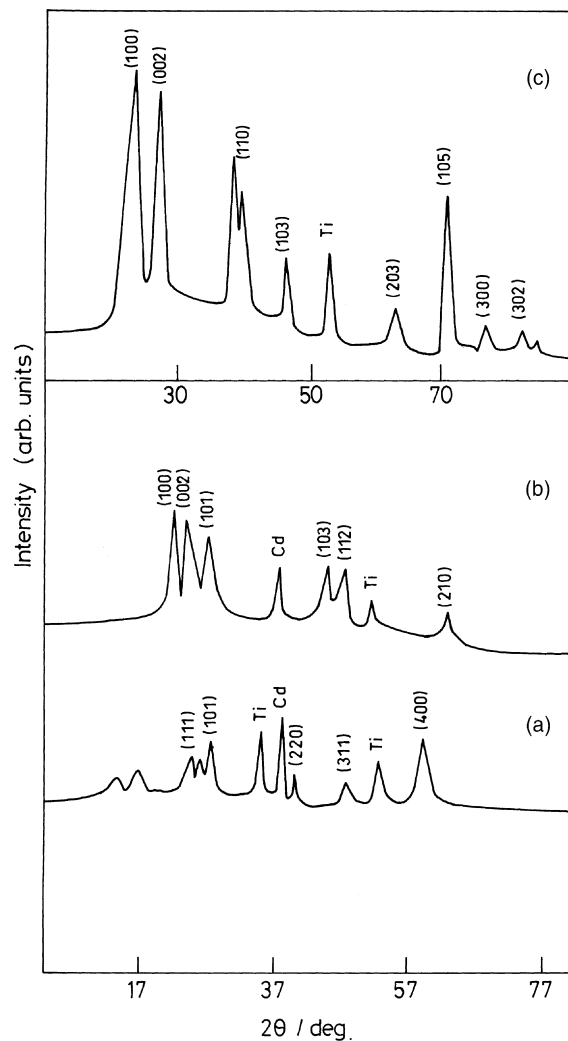 (100)
(002)
(110)
(103)
Ti
(203)
(105)
(300)
(302)
(c)
30
50
70
Intensity (arb. units)
(100)
(002)
(101)
Cd
(103)
(112)
Ti
(210)
(b)
(111)
(101)
Ti
Cd
(220)
(311)
Ti
(400)
(a)
17
37
57
77
2θ / deg.